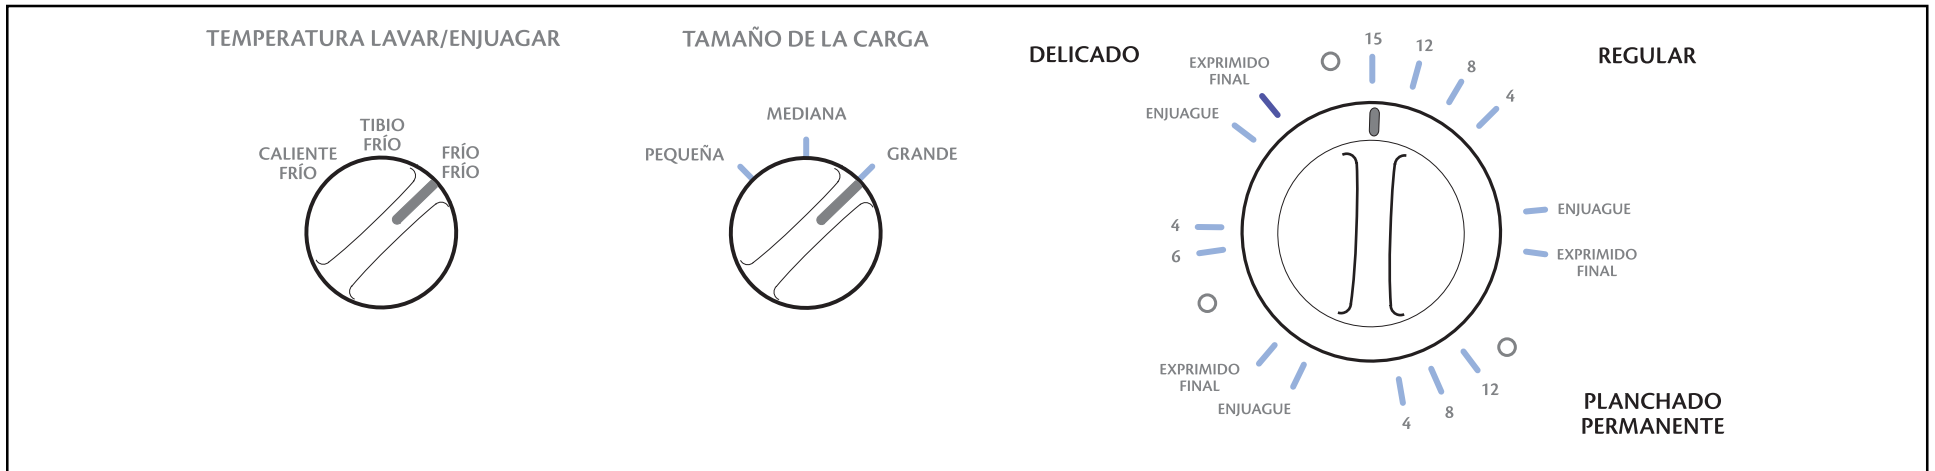 TEMPERATURA LAVAR/ENJUAGAR
CALIENTE
FRÍO
TIBIO
FRÍO
FRÍO
FRÍO
TAMAÑO DE LA CARGA
PEQUEÑA
MEDIANA
GRANDE
DELICADO
REGULAR
PLANCHADO
PERMANENTE
15
12
8
4
ENJUAGUE
EXPRIMIDO
FINAL
12
8
4
ENJUAGUE
EXPRIMIDO
FINAL
6
4
ENJUAGUE
EXPRIMIDO
FINAL